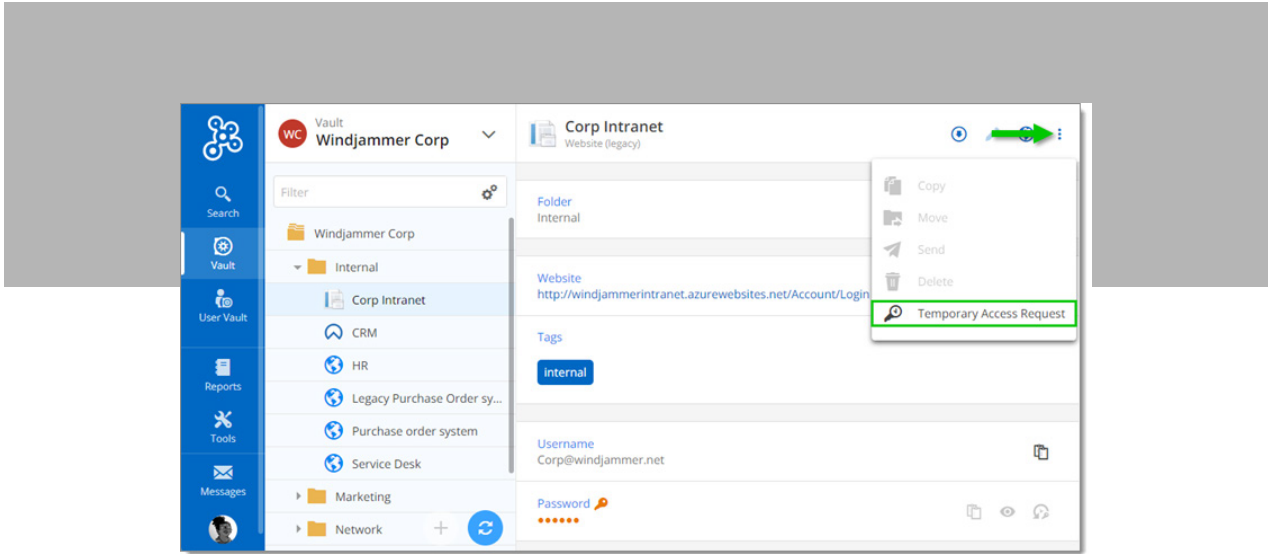 WC
Vault
Windjammer Corp
Corp Intranet
Website (legacy)
Search
Vault
User Vault
Reports
Tools
Messages
Filter
Windjammer Corp
Internal
Corp Intranet
CRM
HR
Legacy Purchase Order sy...
Purchase order system
Service Desk
Marketing
Network
Folder
Internal
Website
http://windjammerintranet.azurewebsites.net/Account/Login
Tags
internal
Username
Corp@windjammer.net
Password
Copy
Move
Send
Delete
Temporary Access Request